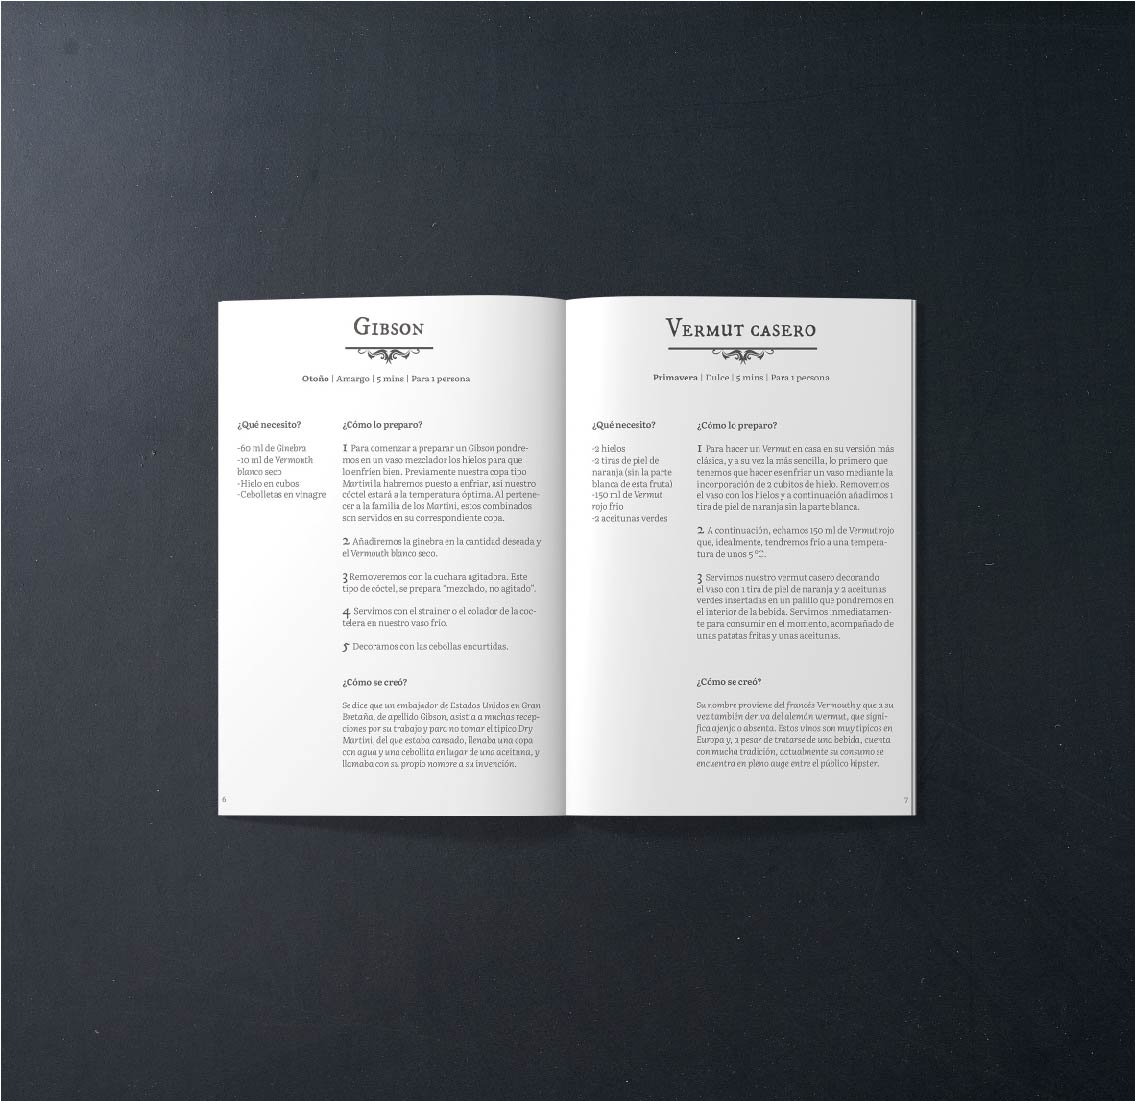 GIBSON
Otoño | Amargo | 5 mins | Para 1 persona
¿Qué necesito?
-60 ml de Ginebra
-10 ml de Vermouth
blanco seco
-Hielo en cubos
-Cebolletas en vinagre
¿Cómo lo preparo?
1 Para comenzar a preparar un Gibson pondre-
mos en un vaso mezclador los hielos para que
lo enfríen bien. Previamente nuestra copa tipo
Martini la habremos puesto a enfriar, así nuestro
cóctel estará a la temperatura óptima. Al pertene-
cer a la familia de los Martini, estos combinados
son servidos en su correspondiente copa.
2 Añadiremos la ginebra en la cantidad deseada y
el Vermouth blanco seco.
3 Removeremos con la cuchara agitadora. Este
tipo de cóctel, se prepara “mezclado, no agitado”.
4 Servimos con el strainer o el colador de la coc-
telera en nuestro vaso frío.
5 Decoramos con las cebollas encurtidas.
¿Cómo se creó?
Se dice que un embajador de Estados Unidos en Gran
Bretaña, de apellido Gibson, asistía a muchas recep-
ciones por su trabajo y para no tomar el típico Dry
Martini, del que estaba cansado, llenaba una copa
con agua y una cebollita en lugar de una aceituna, y
llamaba con su propio nombre a su invención.
6
VERMUT CASERO
Primavera | Dulce | 5 mins | Para 1 persona
¿Qué necesito?
-2 hielos
-2 tiras de piel de
naranja (sin la parte
blanca de esta fruta)
-150 ml de Vermut
rojo frío
-2 aceitunas verdes
¿Cómo lo preparo?
1 Para hacer un Vermut en casa en su versión más
clásica, y a su vez la más sencilla, lo primero que
tenemos que hacer es enfriar un vaso mediante la
incorporación de 2 cubitos de hielo. Removemos
el vaso con los hielos y a continuación añadimos 1
tira de piel de naranja sin la parte blanca.
2 A continuación, echamos 150 ml de Vermut rojo
que, idealmente, tendremos frío a una tempera-
tura de unos 5 ºC.
3 Servimos nuestro vermut casero decorando
el vaso con 1 tira de piel de naranja y 2 aceitunas
verdes insertadas en un palillo que pondremos en
el interior de la bebida. Servimos inmediatamen-
te para consumir en el momento, acompañado de
unas patatas fritas y unas aceitunas.
¿Cómo se creó?
Su nombre proviene del francés Vermouth y que a su
vez también deriva del alemán wermut, que signi-
fica ajenjo o absenta. Estos vinos son muy típicos en
Europa y, a pesar de tratarse de una bebida, cuenta
con mucha tradición, actualmente su consumo se
encuentra en pleno auge entre el público hipster.
7